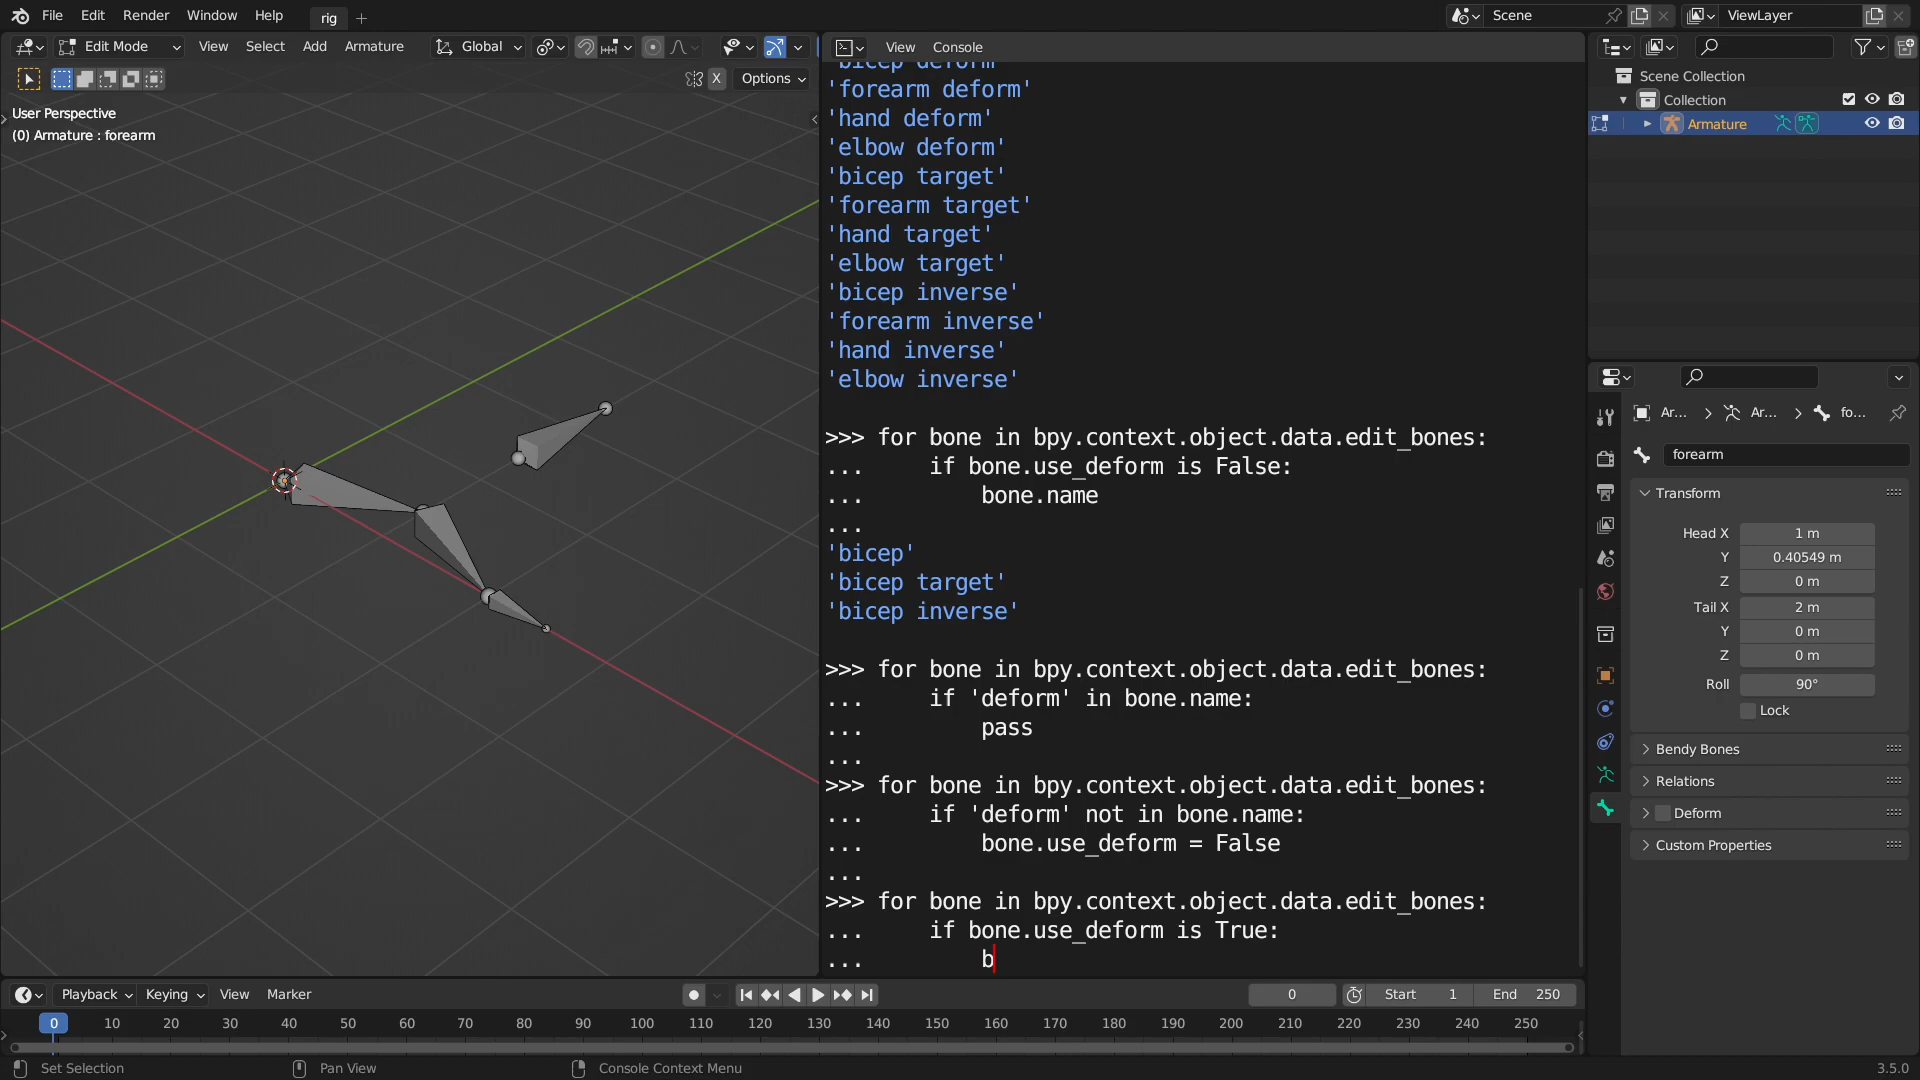 File Edit Render Window Help rig Scene ViewLayer
Edit Mode View Select Add Armature Global
X Options
User Perspective
(0) Armature : forearm
View Console
'bicep deform'
'forearm deform'
'hand deform'
'elbow deform'
'bicep target'
'forearm target'
'hand target'
'elbow target'
'bicep inverse'
'forearm inverse'
'hand inverse'
'elbow inverse'
>>> for bone in bpy.context.object.data.edit_bones:
...     if bone.use_deform is False:
...         bone.name
...
'bicep'
'bicep target'
'bicep inverse'
>>> for bone in bpy.context.object.data.edit_bones:
...     if 'deform' in bone.name:
...         pass
...
>>> for bone in bpy.context.object.data.edit_bones:
...     if 'deform' not in bone.name:
...         bone.use_deform = False
...
>>> for bone in bpy.context.object.data.edit_bones:
...     if bone.use_deform is True:
...         b
Scene Collection
Collection
Armature
Ar... Ar... fo...
forearm
Transform
Head X 1 m
Y 0.40549 m
Z 0 m
Tail X 2 m
Y 0 m
Z 0 m
Roll 90°
Lock
Bendy Bones
Relations
Deform
Custom Properties
Playback Keying View Marker 0 Start 1 End 250
0 10 20 30 40 50 60 70 80 90 100 110 120 130 140 150 160 170 180 190 200 210 220 230 240 250
Set Selection Pan View Console Context Menu 3.5.0